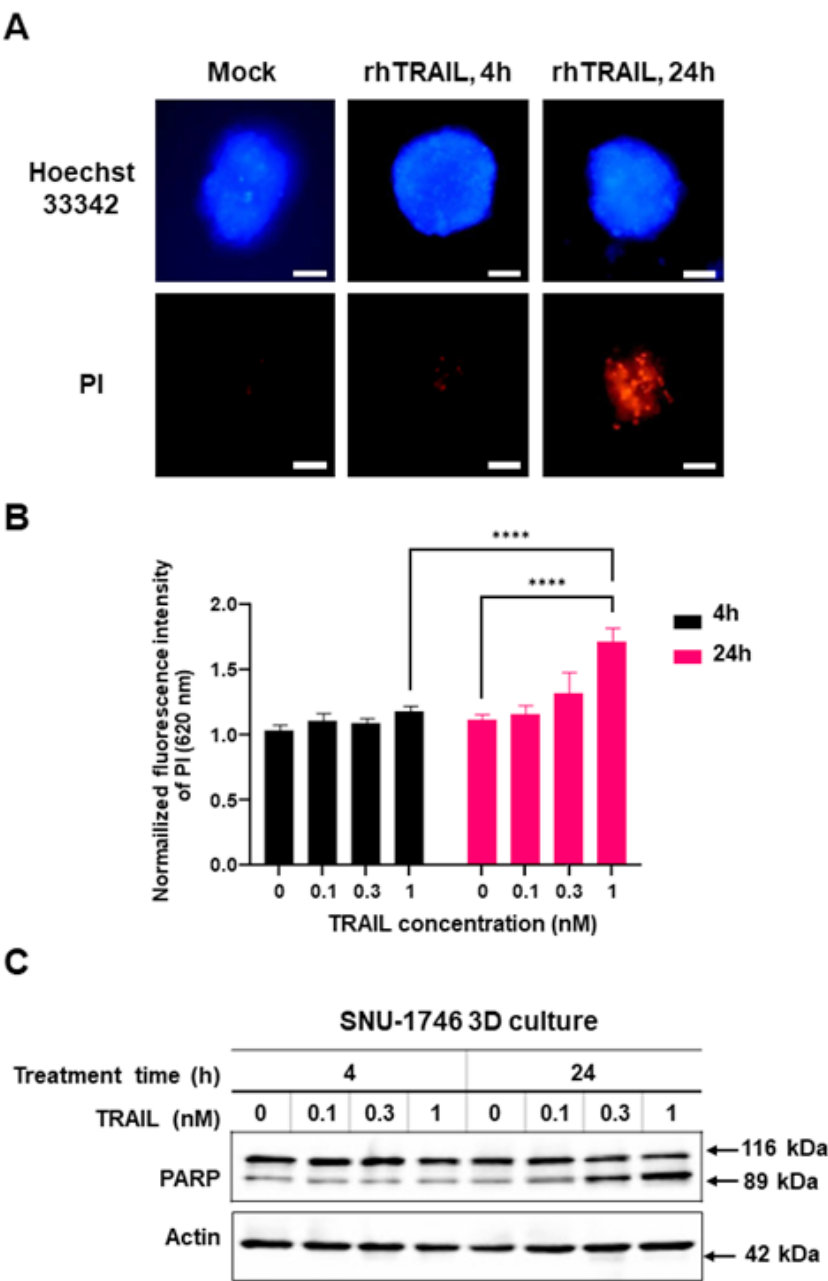 A
Mock rhTRAIL, 4h rhTRAIL, 24h
Hoechst
33342
PI
B
Normailized fluorescence intensity
of PI (620 nm)
2.0
1.5
1.0
0.5
0.0
****
****
4h
24h
0 0.1 0.3 1 0 0.1 0.3 1
TRAIL concentration (nM)
C
SNU-1746 3D culture
Treatment time (h) 4 24
TRAIL (nM) 0 0.1 0.3 1 0 0.1 0.3 1
116 kDa
PARP
89 kDa
Actin
42 kDa